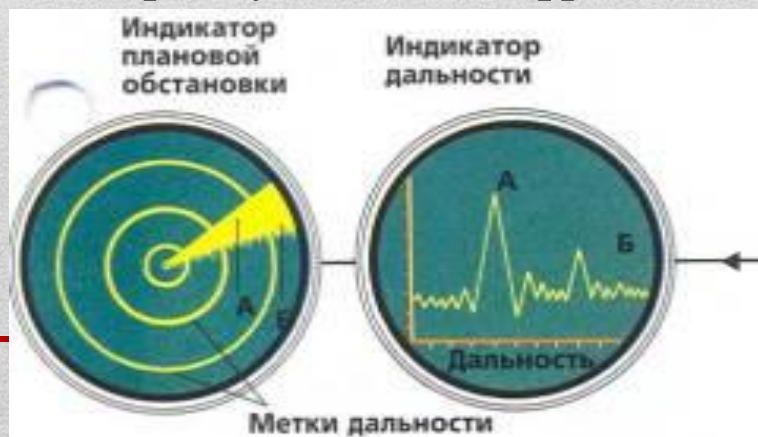 Индикатор
плановой
обстановки
Индикатор
дальности
А
Б
А
Б
Дальность
Метки дальности